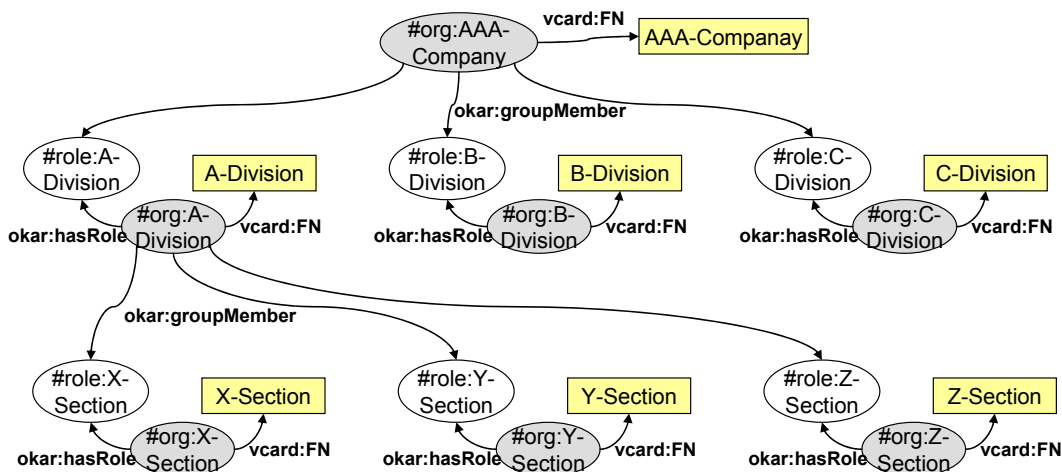 #org:AAA-
Company
vcard:FN
AAA-Companay
okar:groupMember
#role:A-
Division
A-Division
#org:A-
Division
okar:hasRole
vcard:FN
#role:B-
Division
B-Division
#org:B-
Division
okar:hasRole
vcard:FN
#role:C-
Division
C-Division
#org:C-
Division
okar:hasRole
vcard:FN
okar:groupMember
#role:X-
Section
X-Section
#org:X-
Section
okar:hasRole
vcard:FN
#role:Y-
Section
Y-Section
#org:Y-
Section
okar:hasRole
vcard:FN
#role:Z-
Section
Z-Section
#org:Z-
Section
okar:hasRole
vcard:FN